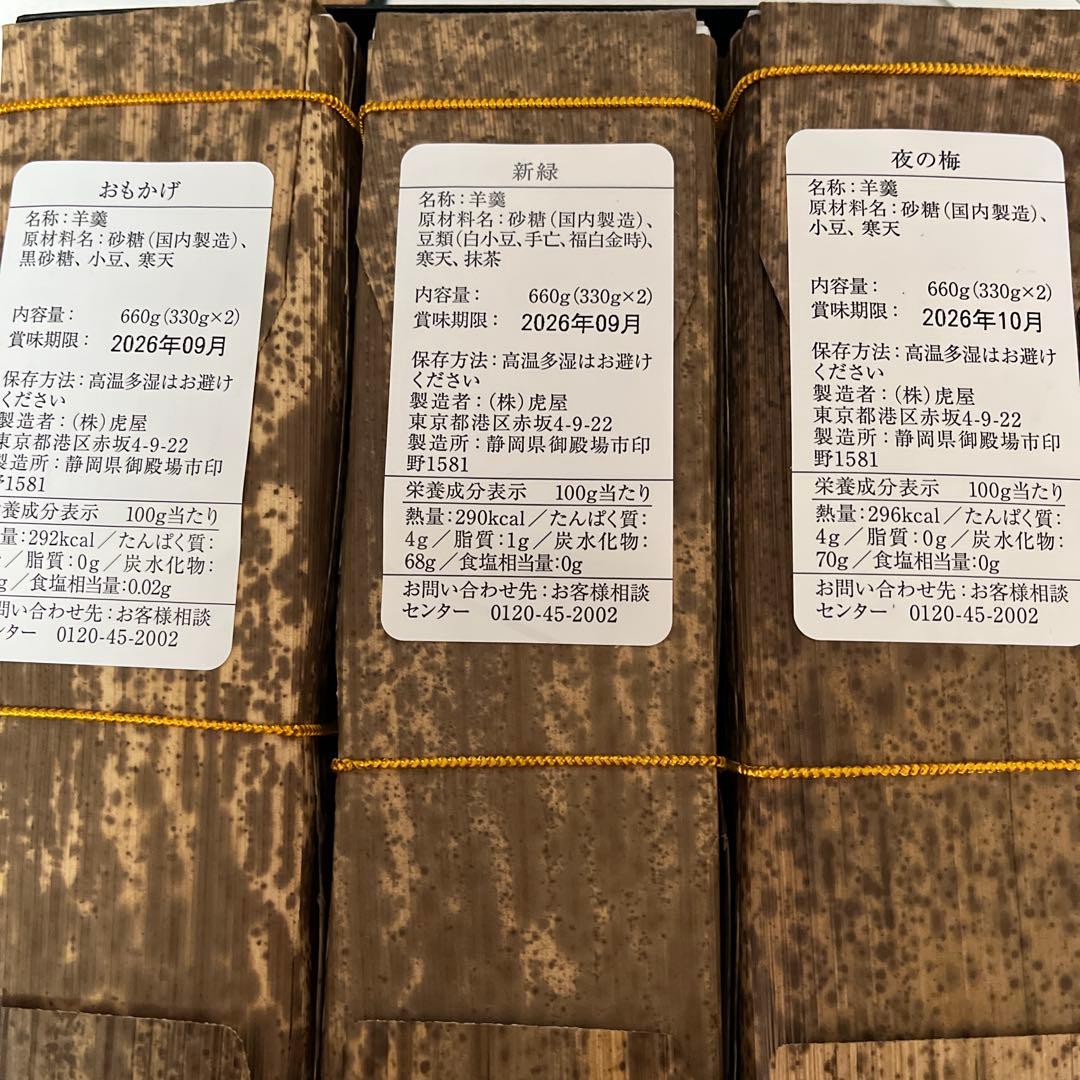 おもかげ
名称：羊羹
原材料名：砂糖（国内製造）、
黒砂糖、小豆、寒天
内容量： 660g（330g×2）
賞味期限： 2026年09月
保存方法：高温多湿はお避け
ください
製造者：（株）虎屋
東京都港区赤坂4-9-22
製造所：静岡県御殿場市印
野1581
養成分表示 100g当たり
量：292kcal／たんぱく質：
／脂質：0g／炭水化物：
g／食塩相当量：0.02g
問い合わせ先：お客様相談
ンター 0120-45-2002
新緑
名称：羊羹
原材料名：砂糖（国内製造）、
豆類（白小豆、手亡、福白金時）、
寒天、抹茶
内容量： 660g（330g×2）
賞味期限： 2026年09月
保存方法：高温多湿はお避け
ください
製造者：（株）虎屋
東京都港区赤坂4-9-22
製造所：静岡県御殿場市印
野1581
栄養成分表示 100g当たり
熱量：290kcal／たんぱく質：
4g／脂質：1g／炭水化物：
68g／食塩相当量：0g
お問い合わせ先：お客様相談
センター 0120-45-2002
夜の梅
名称：羊羹
原材料名：砂糖（国内製造）、
小豆、寒天
内容量： 660g（330g×2）
賞味期限： 2026年10月
保存方法：高温多湿はお避け
ください
製造者：（株）虎屋
東京都港区赤坂4-9-22
製造所：静岡県御殿場市印
野1581
栄養成分表示 100g当たり
熱量：296kcal／たんぱく質：
4g／脂質：0g／炭水化物：
70g／食塩相当量：0g
お問い合わせ先：お客様相談
センター 0120-45-2002